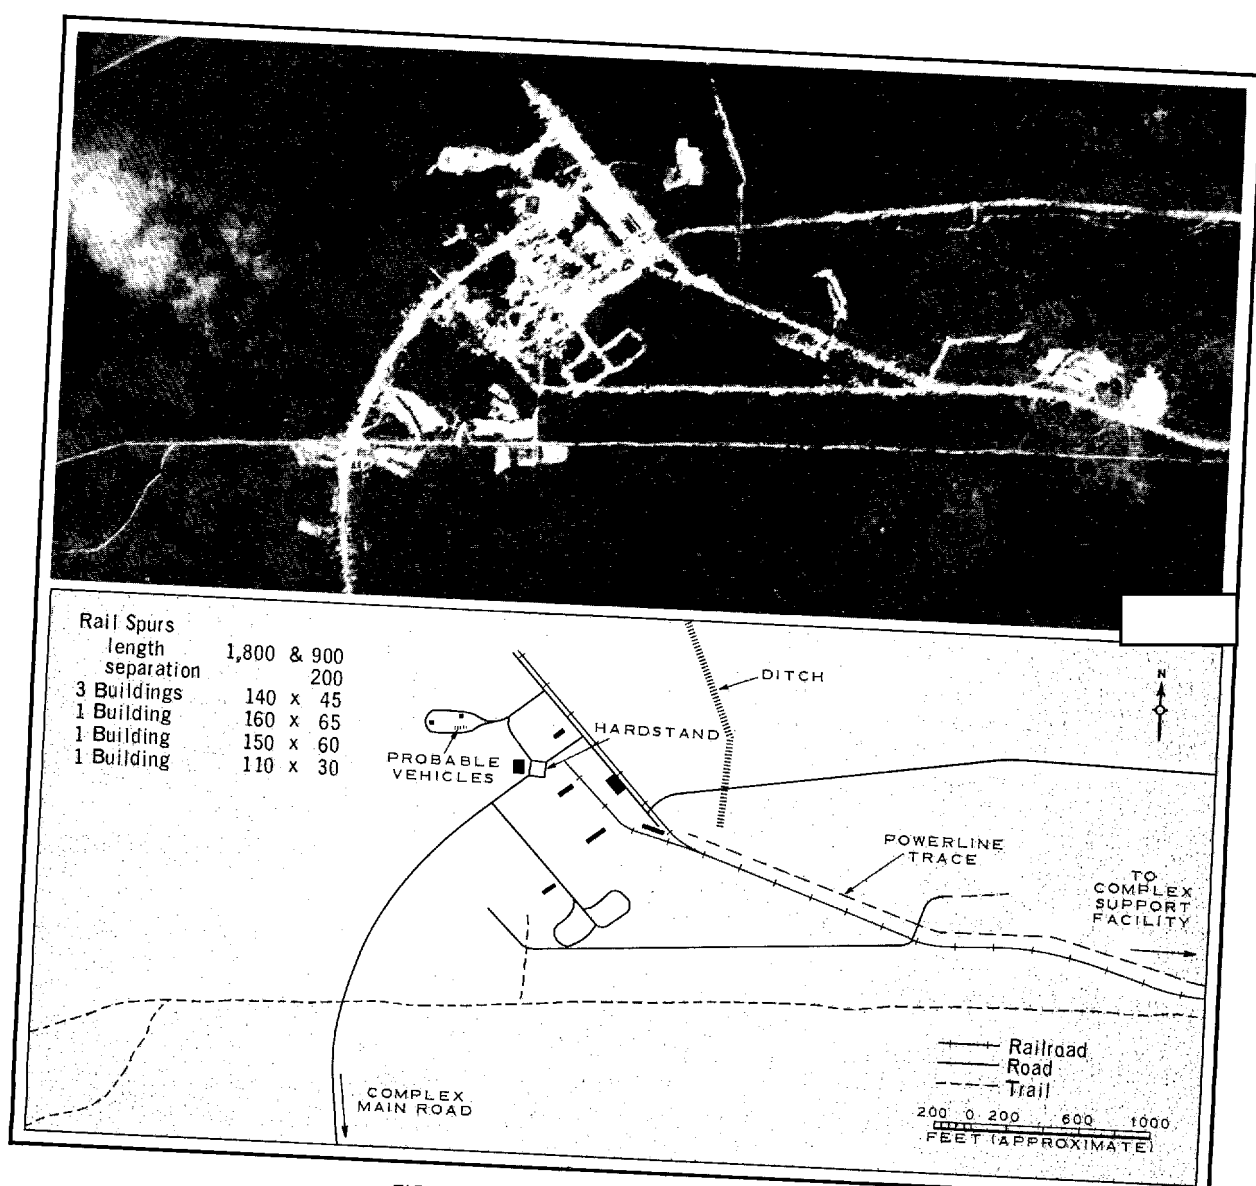 Rail Spurs
length 1,800 & 900
separation 200
3 Buildings 140 x 45
1 Building 160 x 65
1 Building 150 x 60
1 Building 110 x 30
DITCH
N
HARDSTAND
PROBABLE
VEHICLES
POWERLINE
TRACE
TO
COMPLEX
SUPPORT
FACILITY
Railroad
Road
Trail
COMPLEX
MAIN ROAD
200 0 200 600 1000
FEET (APPROXIMATE)